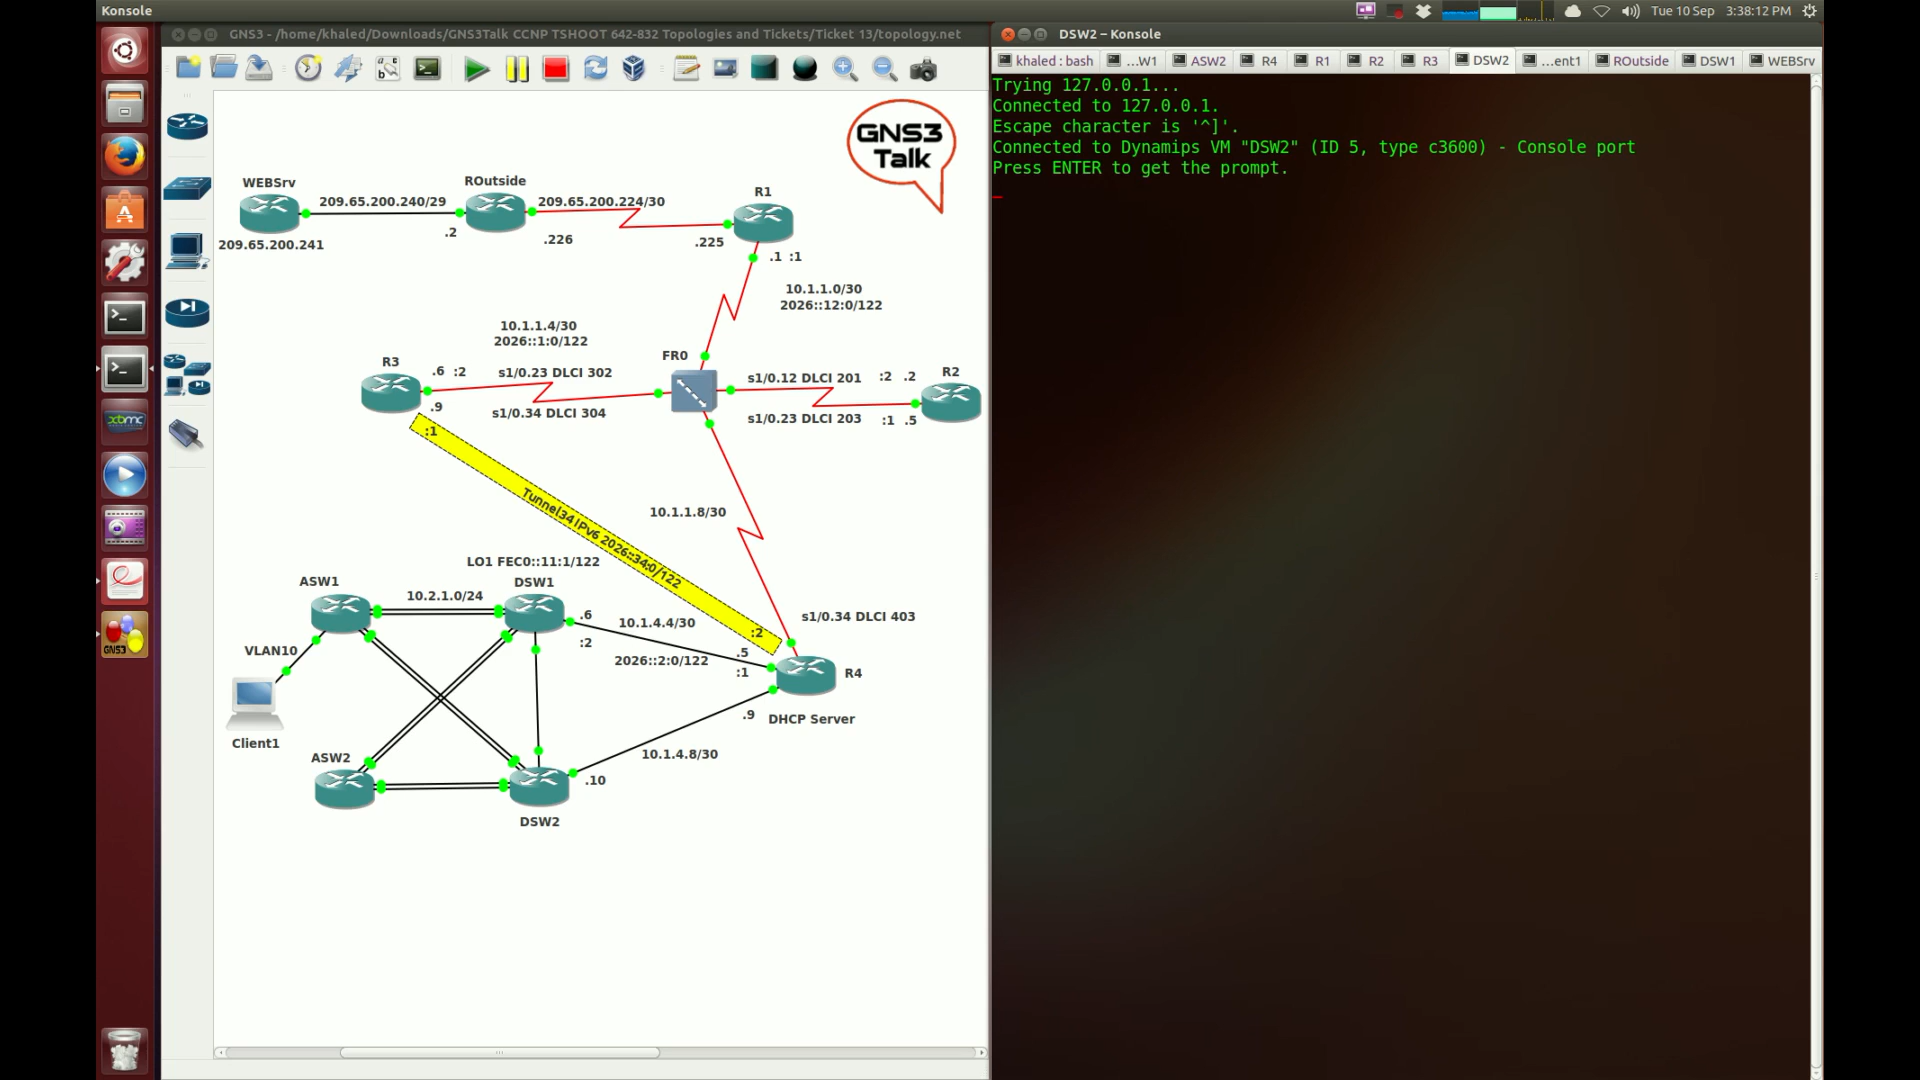 Konsole
Tue 10 Sep 3:38:12 PM
GNS3 - /home/khaled/Downloads/GNS3Talk CCNP TSHOOT 642-832 Topologies and Tickets/Ticket 13/topology.net
DSW2 – Konsole
khaled : bash
...W1
ASW2
R4
R1
R2
R3
DSW2
...ent1
ROutside
DSW1
WEBSrv
Trying 127.0.0.1...
Connected to 127.0.0.1.
Escape character is '^]'.
Connected to Dynamips VM "DSW2" (ID 5, type c3600) - Console port
Press ENTER to get the prompt.
GNS3
Talk
WEBSrv
ROutside
R1
209.65.200.240/29
209.65.200.224/30
.2
.226
.225
209.65.200.241
.1 :1
10.1.1.0/30
2026::12:0/122
10.1.1.4/30
2026::1:0/122
R3
FR0
R2
.6 :2
s1/0.23 DLCI 302
s1/0.12 DLCI 201
:2 .2
.9
s1/0.34 DLCI 304
s1/0.23 DLCI 203
:1 .5
:1
Tunnel34 IPv6 2026::34:0/122
10.1.1.8/30
LO1 FEC0::11:1/122
ASW1
DSW1
10.2.1.0/24
.6
:2
10.1.4.4/30
s1/0.34 DLCI 403
:2
VLAN10
2026::2:0/122
.5
:1
R4
.9
DHCP Server
Client1
ASW2
10.1.4.8/30
.10
DSW2
xbmc
GNS3